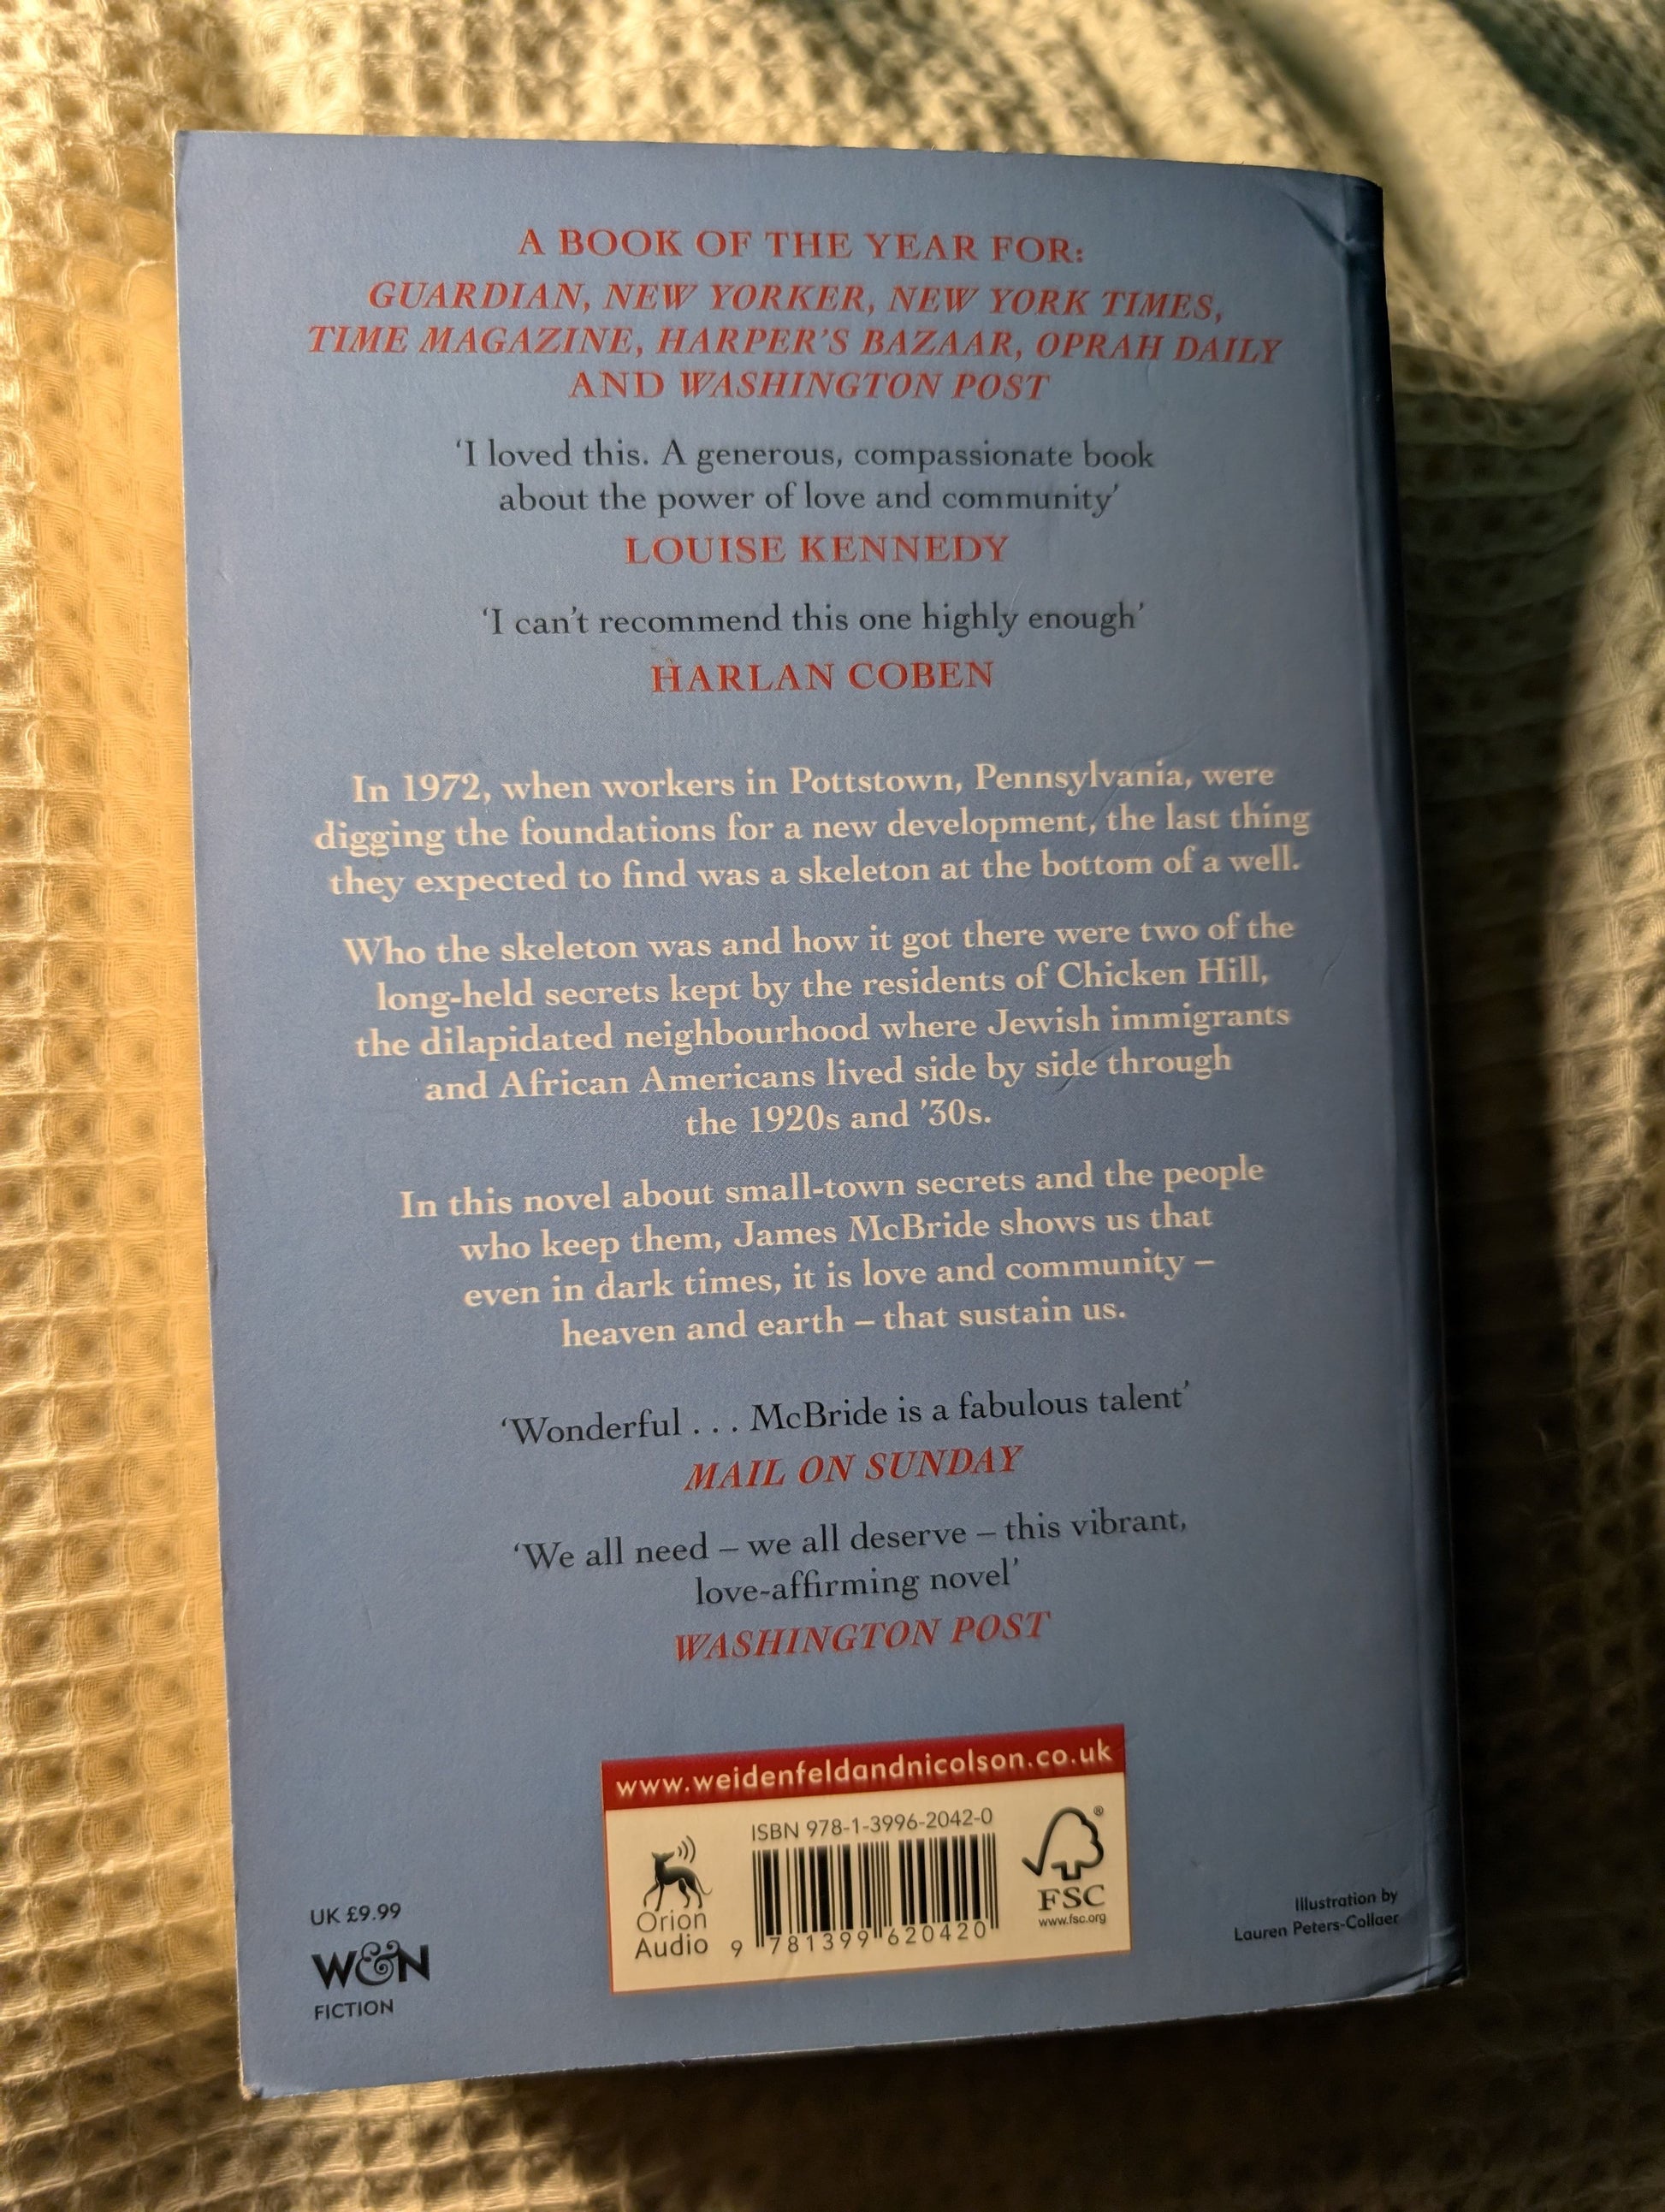 A BOOK OF THE YEAR FOR:
GUARDIAN, NEW YORKER, NEW YORK TIMES,
TIME MAGAZINE, HARPER'S BAZAAR, OPRAH DAILY
AND WASHINGTON POST
‘I loved this. A generous, compassionate book
about the power of love and community’
LOUISE KENNEDY
‘I can’t recommend this one highly enough’
HARLAN COBEN
In 1972, when workers in Pottstown, Pennsylvania, were
digging the foundations for a new development, the last thing
they expected to find was a skeleton at the bottom of a well.
Who the skeleton was and how it got there were two of the
long-held secrets kept by the residents of Chicken Hill,
the dilapidated neighbourhood where Jewish immigrants
and African Americans lived side by side through
the 1920s and ’30s.
In this novel about small-town secrets and the people
who keep them, James McBride shows us that
even in dark times, it is love and community –
heaven and earth – that sustain us.
‘Wonderful . . . McBride is a fabulous talent’
MAIL ON SUNDAY
‘We all need – we all deserve – this vibrant,
love-affirming novel’
WASHINGTON POST
www.weidenfeldandnicolson.co.uk
ISBN 978-1-3996-2042-0
Orion
Audio
9 781399 620420
®
FSC
www.fsc.org
UK £9.99
W&N
FICTION
Illustration by
Lauren Peters-Collaer